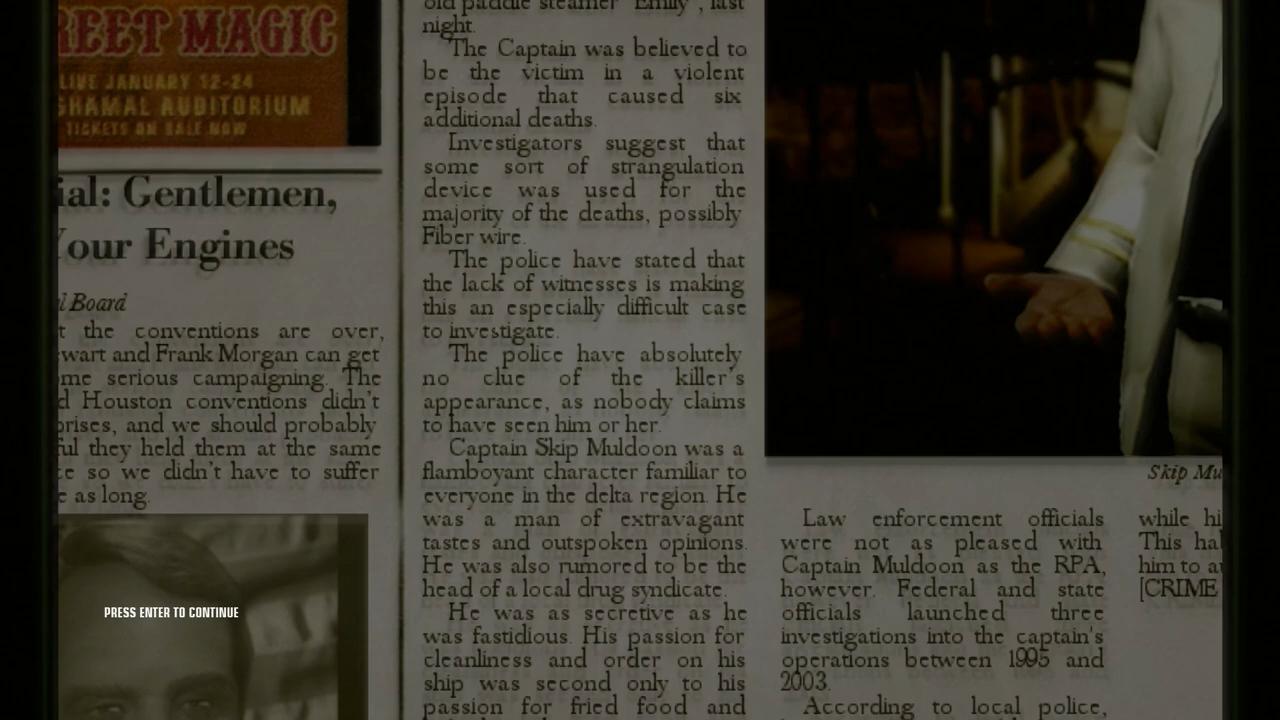 REET MAGIC
LIVE JANUARY 12-24
GHAMAL AUDITORIUM
TICKETS ON SALE NOW
ial: Gentlemen,
Your Engines
l Board
t the conventions are over,
ewart and Frank Morgan can get
ome serious campaigning. The
d Houston conventions didn't
prises, and we should probably
ful they held them at the same
te so we didn't have to suffer
e as long.
PRESS ENTER TO CONTINUE
old paddle steamer "Emily", last
night.
The Captain was believed to
be the victim in a violent
episode that caused six
additional deaths.
Investigators suggest that
some sort of strangulation
device was used for the
majority of the deaths, possibly
Fiber wire.
The police have stated that
the lack of witnesses is making
this an especially difficult case
to investigate.
The police have absolutely
no clue of the killer's
appearance, as nobody claims
to have seen him or her.
Captain Skip Muldoon was a
flamboyant character familiar to
everyone in the delta region. He
was a man of extravagant
tastes and outspoken opinions.
He was also rumored to be the
head of a local drug syndicate.
He was as secretive as he
was fastidious. His passion for
cleanliness and order on his
ship was second only to his
passion for fried food and
Skip Mu
Law enforcement officials
were not as pleased with
Captain Muldoon as the RPA,
however. Federal and state
officials launched three
investigations into the captain's
operations between 1995 and
2003.
According to local police,
while hi
This hal
him to au
[CRIME